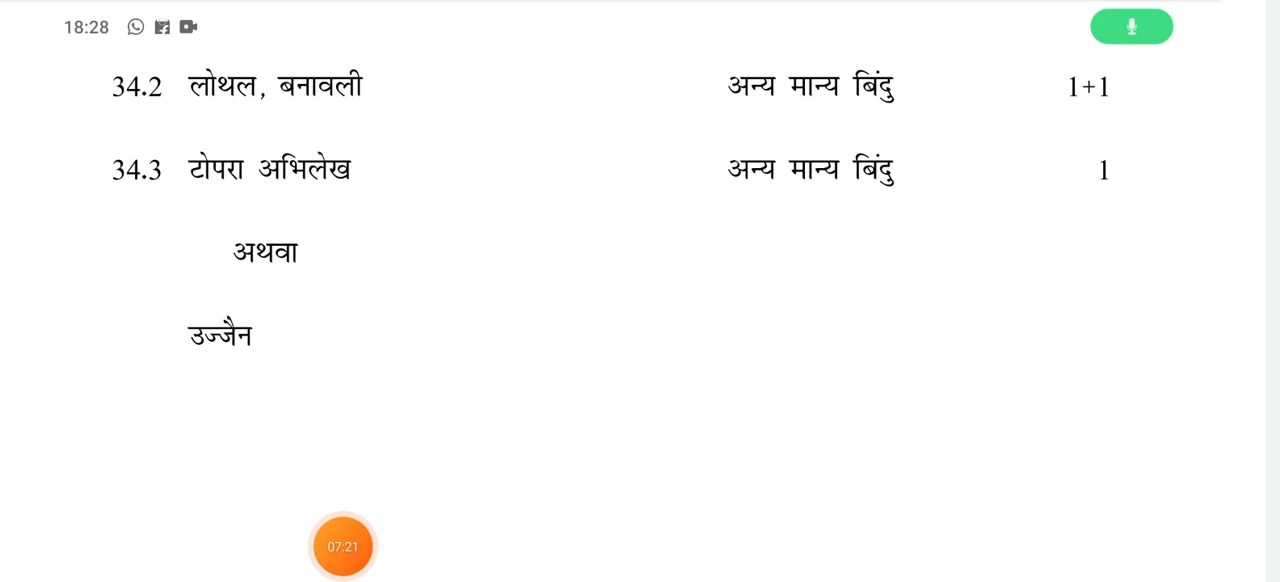 18:28
34.2 लोथल, बनावली अन्य मान्य बिंदु 1+1
34.3 टोपरा अभिलेख अन्य मान्य बिंदु 1
अथवा
उज्जैन
07:21